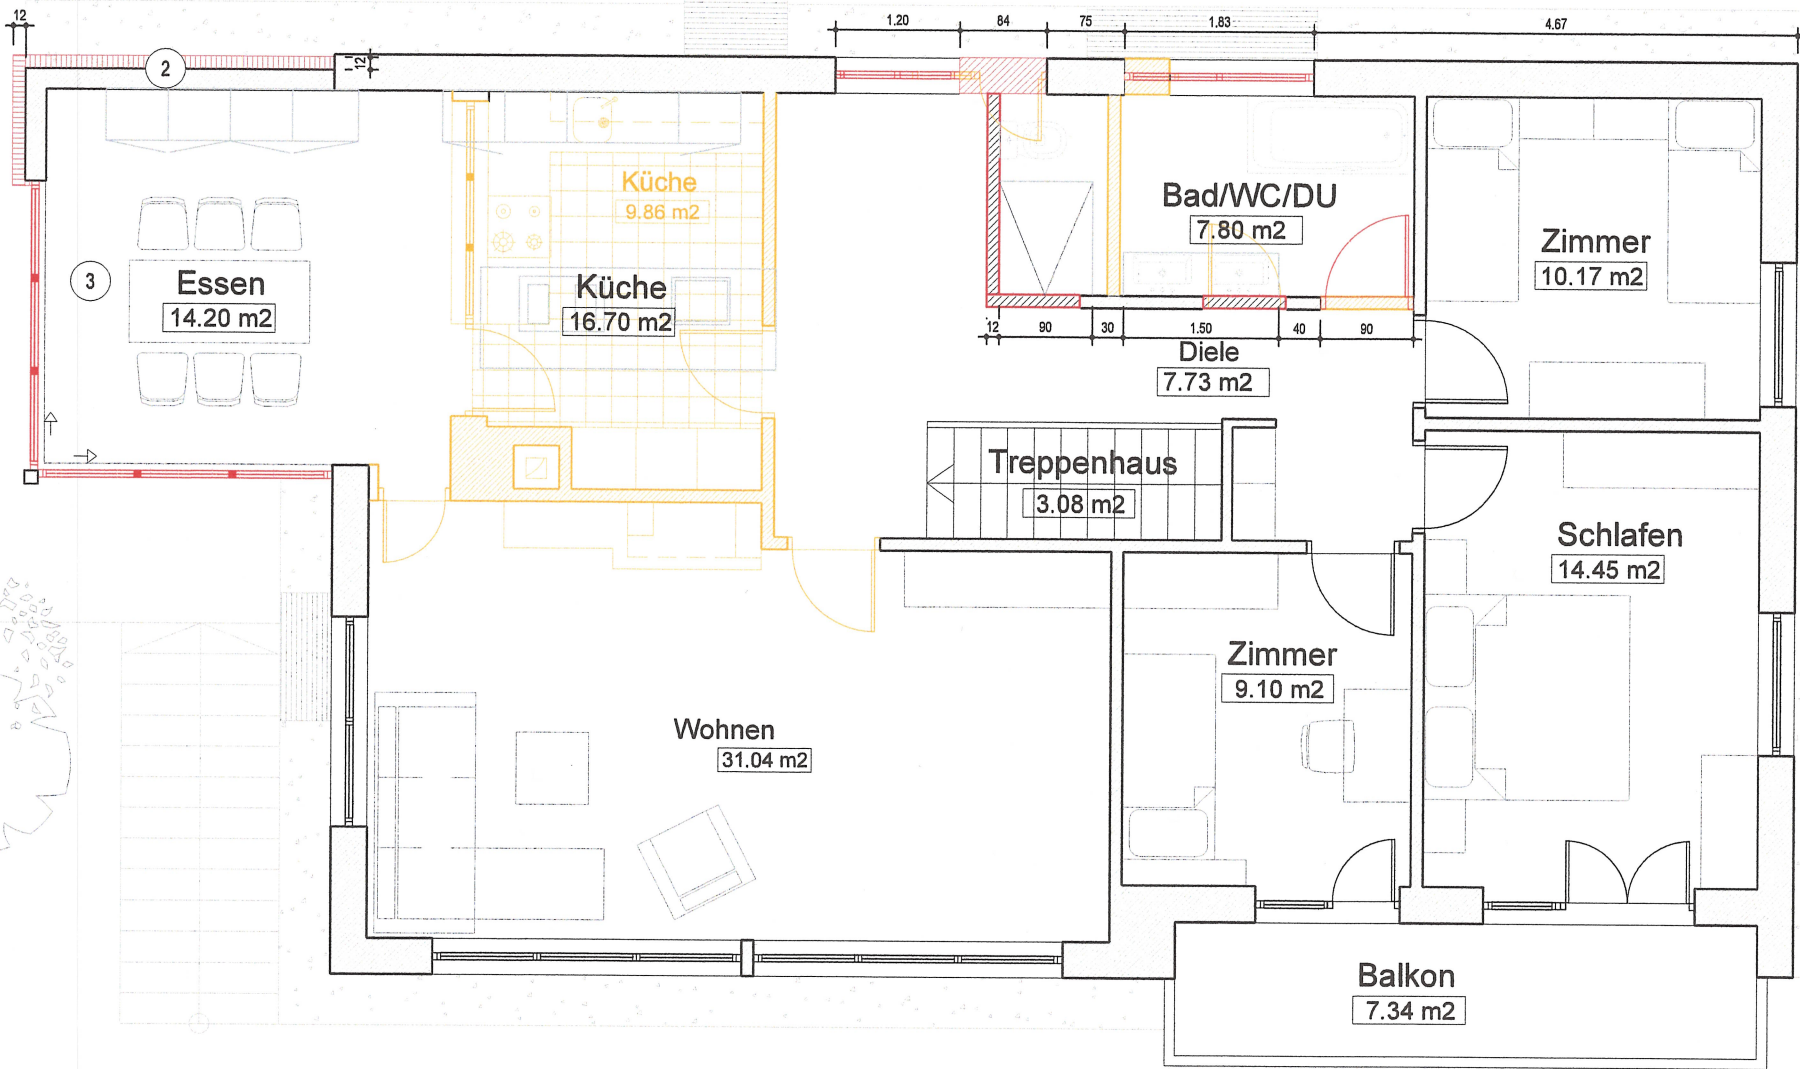 12
1.20
84
75
1.83
4.67
2
12
Küche
9.86 m2
Bad/WC/DU
7.80 m2
Zimmer
10.17 m2
3
Essen
14.20 m2
Küche
16.70 m2
12
90
30
1.50
40
90
Diele
7.73 m2
Treppenhaus
3.08 m2
Schlafen
14.45 m2
Zimmer
9.10 m2
Wohnen
31.04 m2
Balkon
7.34 m2